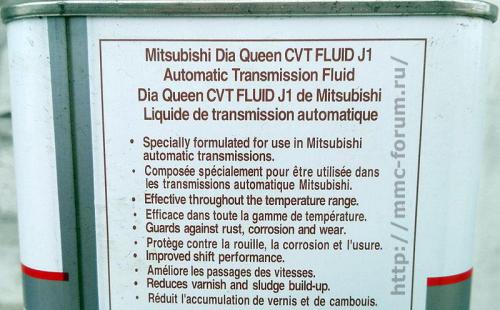 Mitsubishi Dia Queen CVT FLUID J1
Automatic Transmission Fluid
Dia Queen CVT FLUID J1 de Mitsubishi
Liquide de transmission automatique
• Specially formulated for use in Mitsubishi
automatic transmissions.
• Composée spécialement pour être utilisée dans
les transmissions automatique Mitsubishi.
• Effective throughout the temperature range.
• Efficace dans toute la gamme de température.
• Guards against rust, corrosion and wear.
• Protège contre la rouille, la corrosion et l'usure.
• Improved shift performance.
• Améliore les passages des vitesses.
• Reduces varnish and sludge build-up.
• Réduit l'accumulation de vernis et de cambouis.
http://mmc-forum.ru/